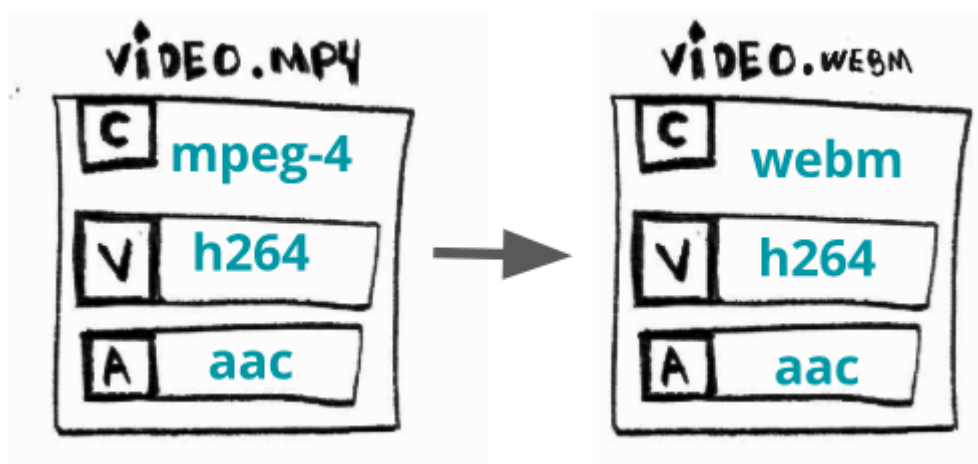 ViDEO.MP4
C
mpeg-4
V
h264
A
aac
ViDEO.WEBM
C
webm
V
h264
A
aac